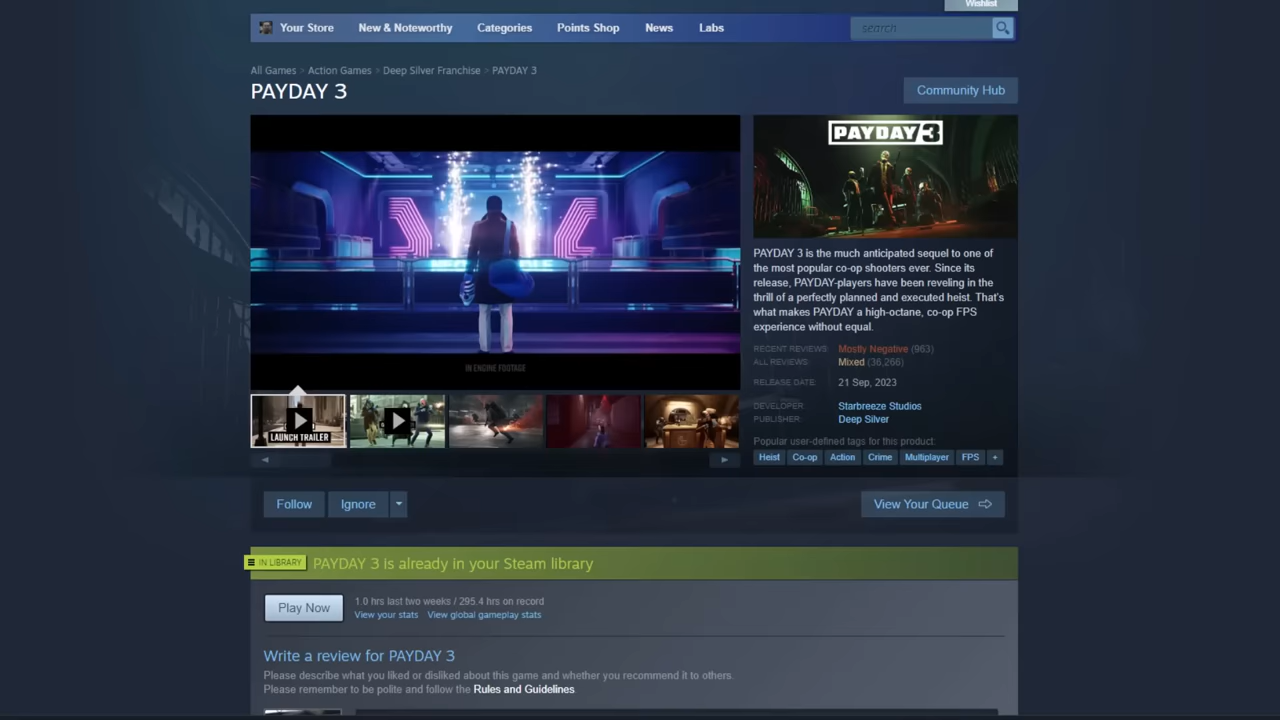 Wishlist
Your Store New & Noteworthy Categories Points Shop News Labs search
All Games > Action Games > Deep Silver Franchise > PAYDAY 3
PAYDAY 3
Community Hub
PAYDAY 3
IN ENGINE FOOTAGE
LAUNCH TRAILER
PAYDAY 3 is the much anticipated sequel to one of
the most popular co-op shooters ever. Since its
release, PAYDAY-players have been reveling in the
thrill of a perfectly planned and executed heist. That's
what makes PAYDAY a high-octane, co-op FPS
experience without equal.
RECENT REVIEWS: Mostly Negative (963)
ALL REVIEWS: Mixed (36,266)
RELEASE DATE: 21 Sep, 2023
DEVELOPER: Starbreeze Studios
PUBLISHER: Deep Silver
Popular user-defined tags for this product:
Heist Co-op Action Crime Multiplayer FPS +
Follow Ignore View Your Queue
IN LIBRARY PAYDAY 3 is already in your Steam library
Play Now
1.0 hrs last two weeks / 295.4 hrs on record
View your stats View global gameplay stats
Write a review for PAYDAY 3
Please describe what you liked or disliked about this game and whether you recommend it to others.
Please remember to be polite and follow the Rules and Guidelines.